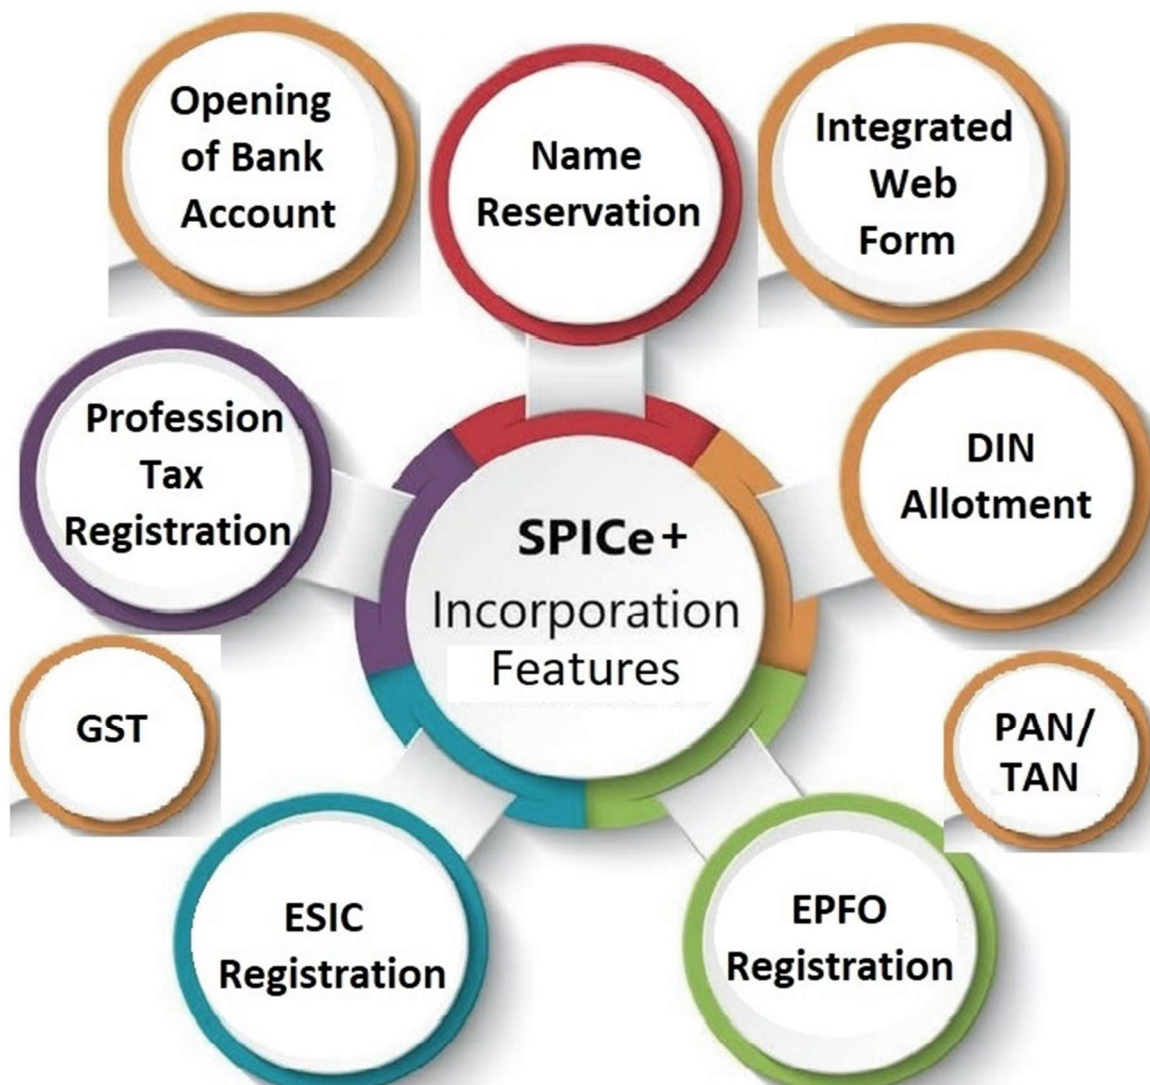 Opening
of Bank
Account
Name
Reservation
Integrated
Web
Form
Profession
Tax
Registration
SPICe+
Incorporation
Features
DIN
Allotment
GST
PAN/
TAN
ESIC
Registration
EPFO
Registration